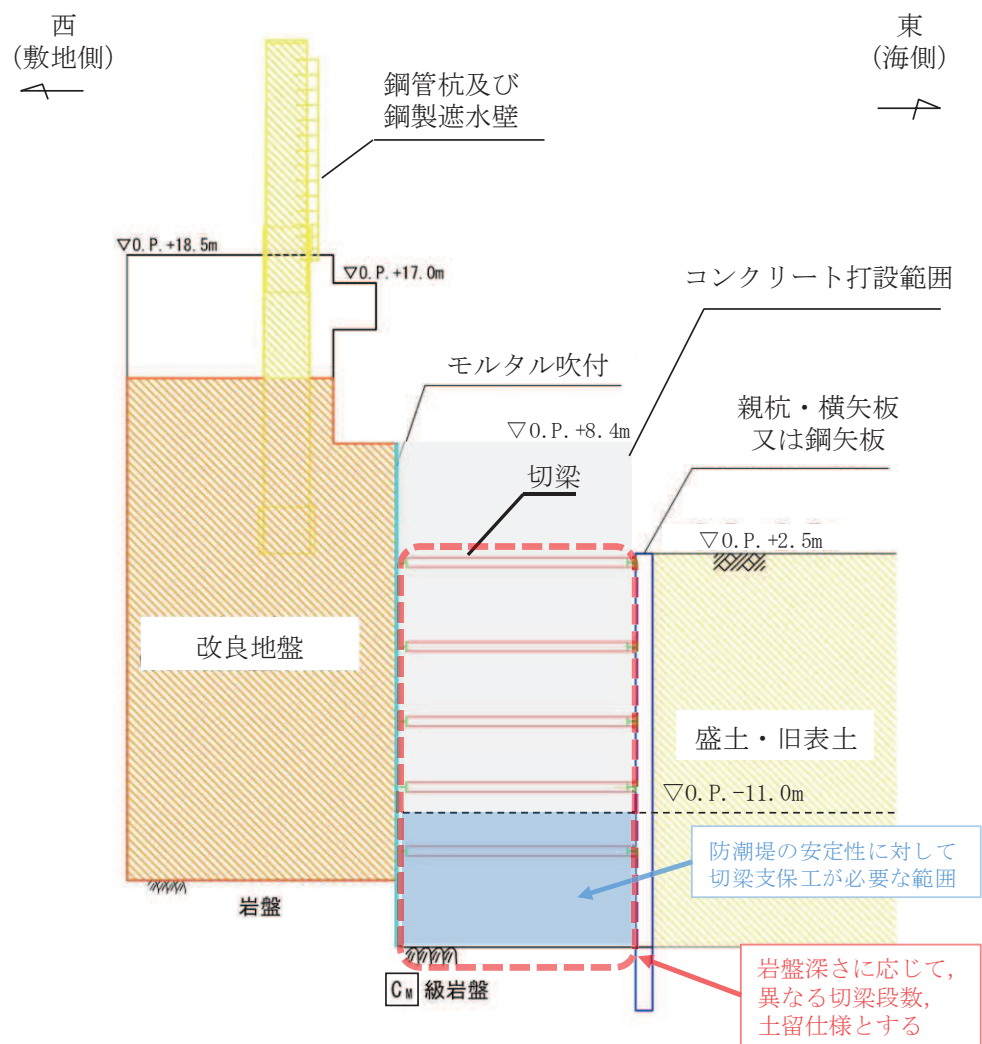 西
(敷地側)
東
(海側)
鋼管杭及び
鋼製遮水壁
▽O.P.+18.5m
▽O.P.+17.0m
コンクリート打設範囲
モルタル吹付
親杭・横矢板
又は鋼矢板
▽O.P.+8.4m
切梁
▽O.P.+2.5m
改良地盤
盛土・旧表土
▽O.P.-11.0m
防潮堤の安定性に対して
切梁支保工が必要な範囲
岩盤
岩盤深さに応じて,
異なる切梁段数,
土留仕様とする
CM 級岩盤